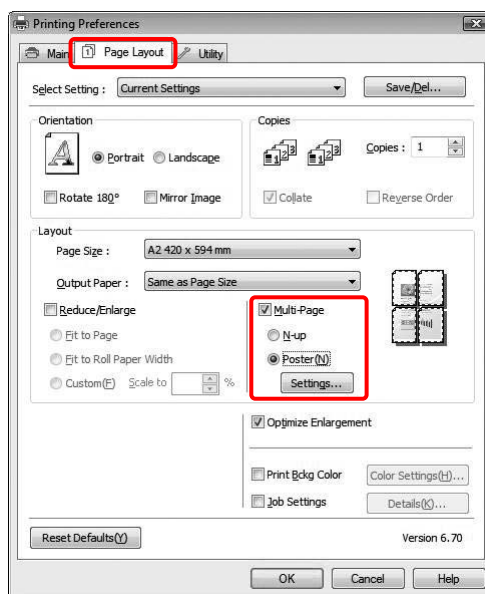 Printing Preferences
Main Page Layout Utility
Select Setting : Current Settings Save/Del...
Orientation Copies
Portrait Landscape Copies : 1
Rotate 180° Mirror Image Collate Reverse Order
Layout
Page Size : A2 420 x 594 mm
Output Paper : Same as Page Size
Reduce/Enlarge Multi-Page
Fit to Page N-up
Fit to Roll Paper Width Poster(N)
Custom(F) Scale to % Settings...
Optimize Enlargement
Print Bckg Color Color Settings(H)...
Job Settings Details(K)...
Reset Defaults(Y) Version 6.70
OK Cancel Help